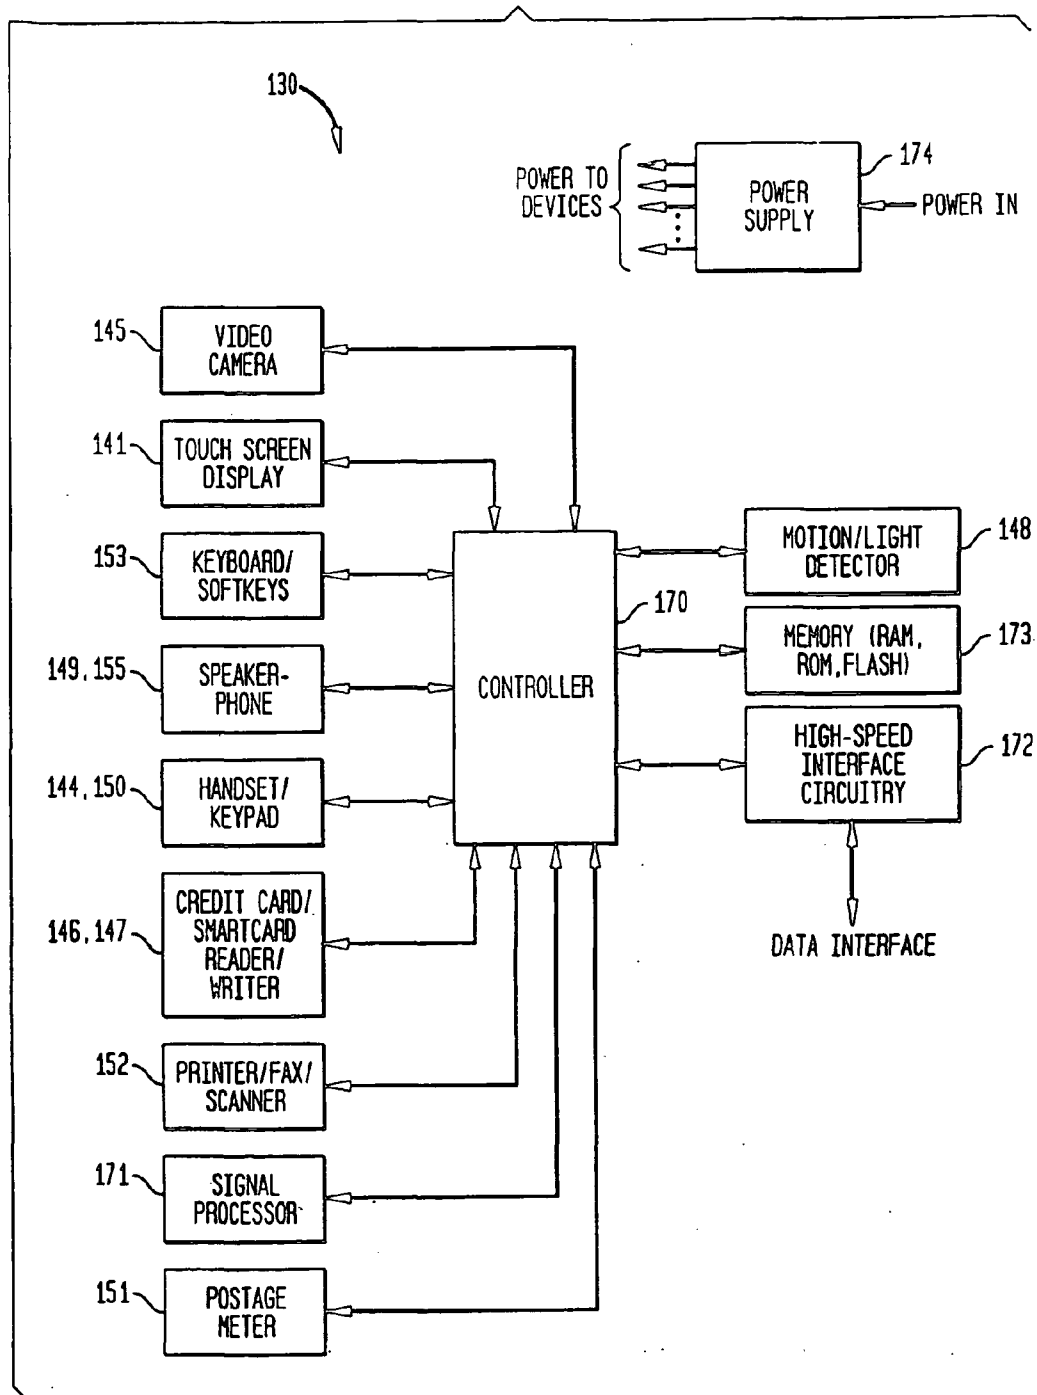 130
POWER TO
DEVICES
POWER
SUPPLY
174
POWER IN
145
VIDEO
CAMERA
141
TOUCH SCREEN
DISPLAY
153
KEYBOARD/
SOFTKEYS
149, 155
SPEAKER-
PHONE
144, 150
HANDSET/
KEYPAD
146, 147
CREDIT CARD/
SMARTCARD
READER/
WRITER
152
PRINTER/FAX/
SCANNER
171
SIGNAL
PROCESSOR
151
POSTAGE
METER
CONTROLLER
170
MOTION/LIGHT
DETECTOR
148
MEMORY (RAM,
ROM,FLASH)
173
HIGH-SPEED
INTERFACE
CIRCUITRY
172
DATA INTERFACE